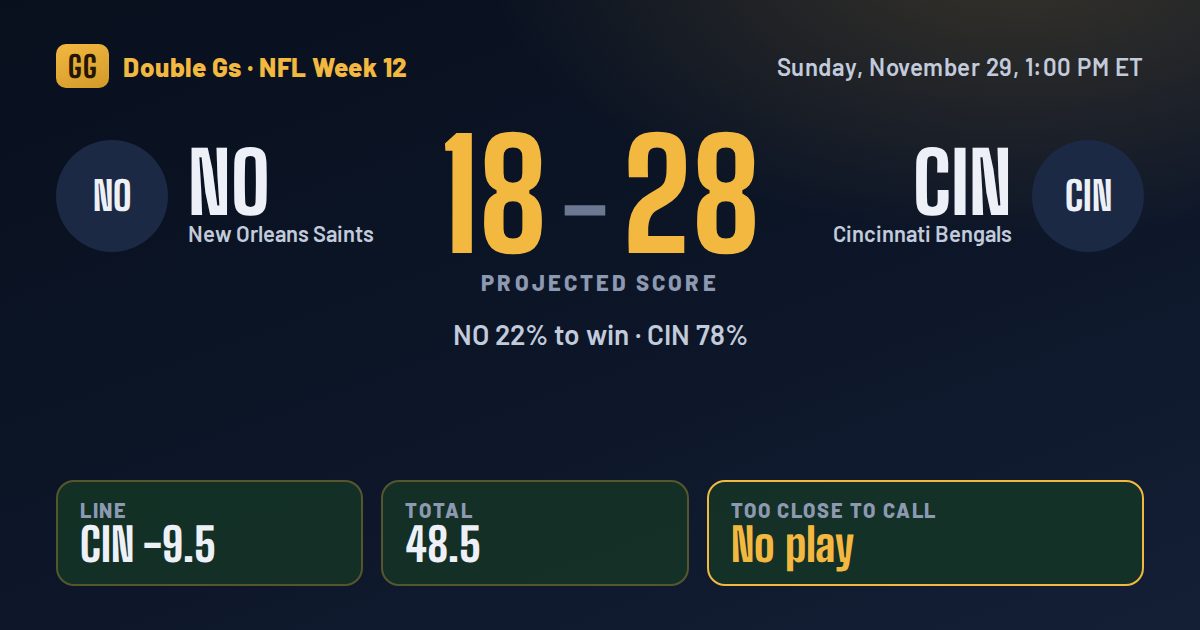 GG
Double Gs · NFL Week 12
Sunday, November 29, 1:00 PM ET
NO
NO
New Orleans Saints
18 – 28
PROJECTED SCORE
NO 22% to win · CIN 78%
CIN
Cincinnati Bengals
CIN
LINE
CIN −9.5
TOTAL
48.5
TOO CLOSE TO CALL
No play